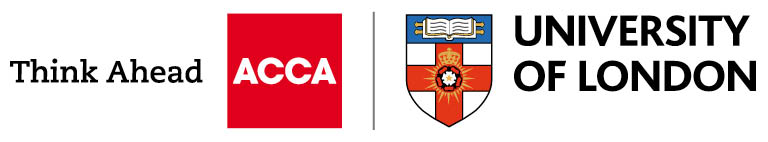 Think Ahead
ACCA
UNIVERSITY
OF LONDON